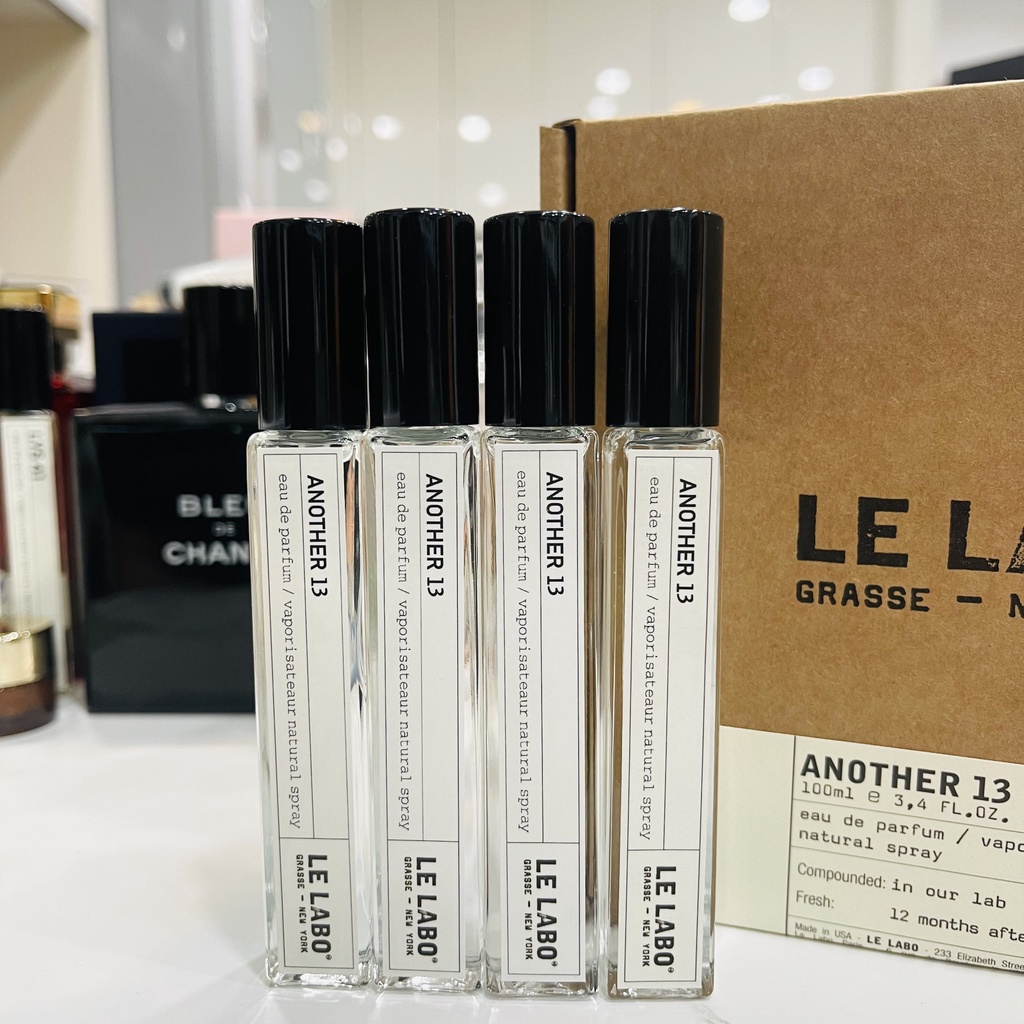 BLEU
DE
CHAN
ANOTHER 13
eau de parfum / vaporisateaur natural spray
LE LABO®
GRASSE — NEW YORK
ANOTHER 13
eau de parfum / vaporisateaur natural spray
LE LABO®
GRASSE — NEW YORK
ANOTHER 13
eau de parfum / vaporisateaur natural spray
LE LABO®
GRASSE — NEW YORK
ANOTHER 13
eau de parfum / vaporisateaur natural spray
LE LABO®
GRASSE — NEW YORK
LE LA
GRASSE — N
ANOTHER 13
100ml e 3,4 FL.OZ.
eau de parfum / vapo
natural spray
Compounded: in our lab
Fresh: 12 months afte
Made in USA - LE LABO - 233 Elizabeth Stree